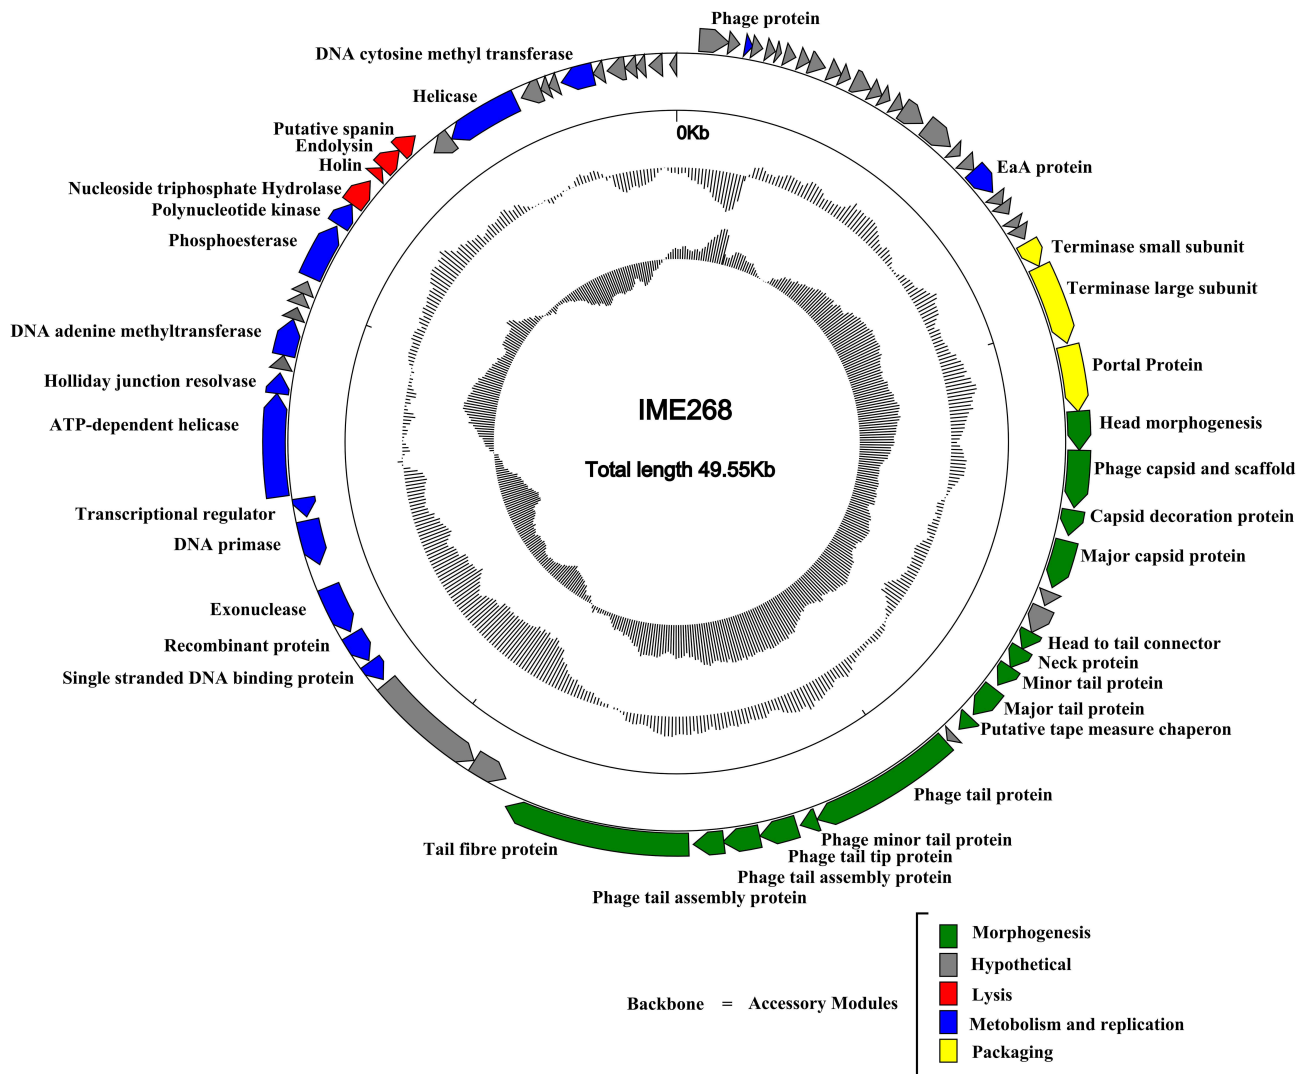 Phage protein
DNA cytosine methyl transferase
Helicase
Putative spanin
Endolysin
Holin
Nucleoside triphosphate Hydrolase
Polynucleotide kinase
Phosphoesterase
DNA adenine methyltransferase
Holliday junction resolvase
ATP-dependent helicase
Transcriptional regulator
DNA primase
Exonuclease
Recombinant protein
Single stranded DNA binding protein
0Kb
IME268
Total length 49.55Kb
EaA protein
Terminase small subunit
Terminase large subunit
Portal Protein
Head morphogenesis
Phage capsid and scaffold
Capsid decoration protein
Major capsid protein
Head to tail connector
Neck protein
Minor tail protein
Major tail protein
Putative tape measure chaperon
Phage tail protein
Phage minor tail protein
Phage tail tip protein
Phage tail assembly protein
Phage tail assembly protein
Tail fibre protein
Backbone = Accessory Modules
Morphogenesis
Hypothetical
Lysis
Metobolism and replication
Packaging